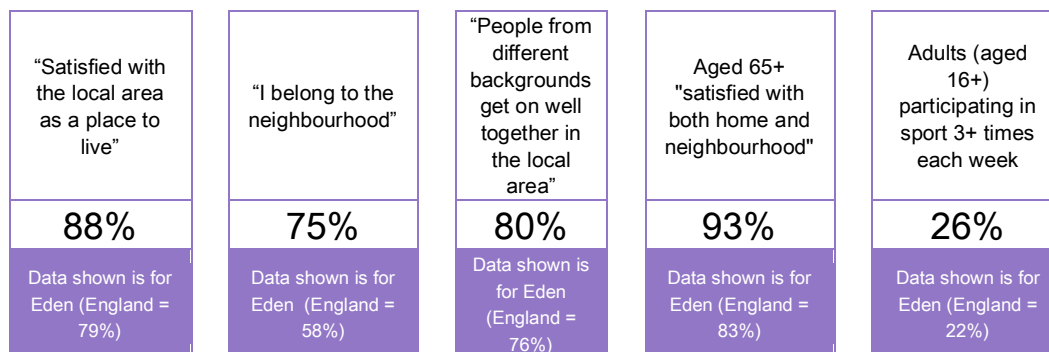 “Satisfied with
the local area
as a place to
live”
88%
Data shown is for
Eden (England =
79%)
“I belong to the
neighbourhood”
75%
Data shown is for
Eden (England =
58%)
“People from
different
backgrounds
get on well
together in
the local
area”
80%
Data shown is
for Eden
(England =
76%)
Aged 65+
"satisfied with
both home and
neighbourhood"
93%
Data shown is for
Eden (England =
83%)
Adults (aged
16+)
participating in
sport 3+ times
each week
26%
Data shown is for
Eden (England =
22%)